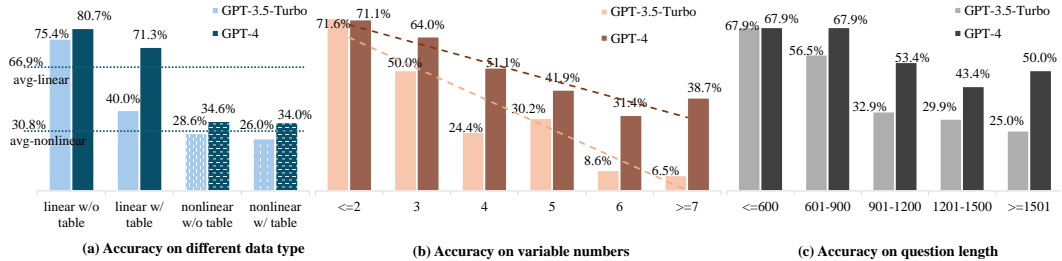 GPT-3.5-Turbo
GPT-4
75.4%
80.7%
66.9%
avg-linear
40.0%
71.3%
30.8%
avg-nonlinear
28.6%
34.6%
26.0%
34.0%
linear w/o table
linear w/ table
nonlinear w/o table
nonlinear w/ table
(a) Accuracy on different data type
GPT-3.5-Turbo
GPT-4
71.6%
71.1%
50.0%
64.0%
24.4%
51.1%
30.2%
41.9%
8.6%
31.4%
6.5%
38.7%
<=2
3
4
5
6
>=7
(b) Accuracy on variable numbers
GPT-3.5-Turbo
GPT-4
67.9%
67.9%
56.5%
67.9%
32.9%
53.4%
29.9%
43.4%
25.0%
50.0%
<=600
601-900
901-1200
1201-1500
>=1501
(c) Accuracy on question length